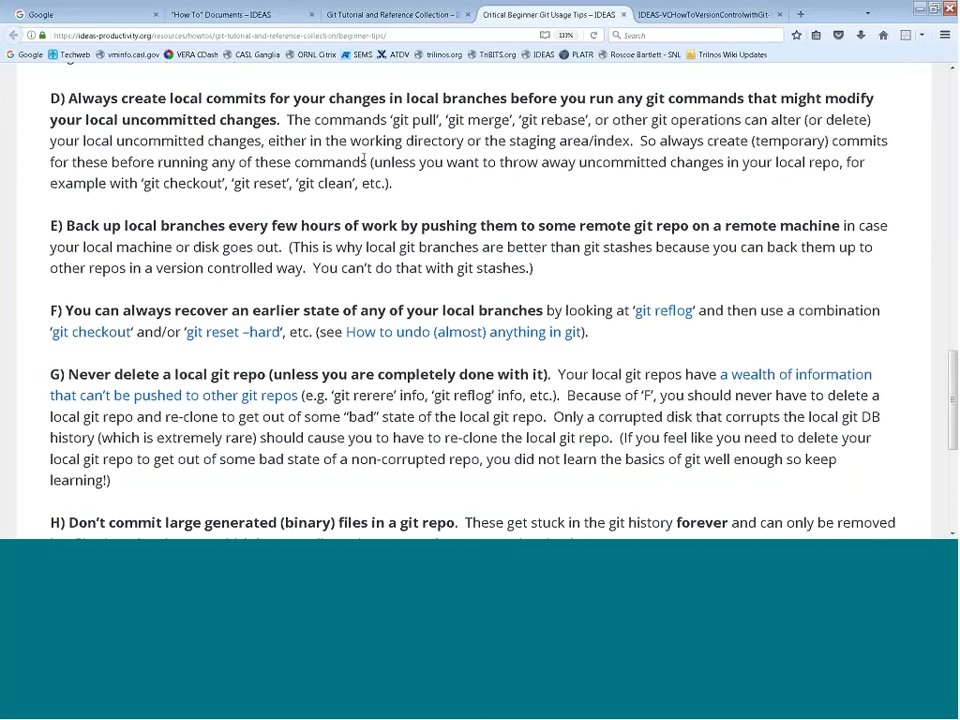 Google
"How To" Documents – IDEAS
Git Tutorial and Reference Collection –
Critical Beginner Git Usage Tips – IDEAS
IDEAS-VCHowToVersionControlwithGit-
https://ideas-productivity.org/resources/howtos/git-tutorial-and-reference-collection/beginner-tips/
133%
Search
Google
Techweb
vminfo.casl.gov
VERA CDash
CASL Ganglia
ORNL Citrix
SEMS
ATDV
trilinos.org
TriBITS.org
IDEAS
PLATR
Roscoe Bartlett - SNL
Trilinos Wiki Updates
D) Always create local commits for your changes in local branches before you run any git commands that might modify
your local uncommitted changes. The commands ‘git pull’, ‘git merge’, ‘git rebase’, or other git operations can alter (or delete)
your local uncommitted changes, either in the working directory or the staging area/index. So always create (temporary) commits
for these before running any of these commands (unless you want to throw away uncommitted changes in your local repo, for
example with ‘git checkout’, ‘git reset’, ‘git clean’, etc.).
E) Back up local branches every few hours of work by pushing them to some remote git repo on a remote machine in case
your local machine or disk goes out. (This is why local git branches are better than git stashes because you can back them up to
other repos in a version controlled way. You can’t do that with git stashes.)
F) You can always recover an earlier state of any of your local branches by looking at ‘git reflog‘ and then use a combination
‘git checkout‘ and/or ‘git reset –hard‘, etc. (see How to undo (almost) anything in git).
G) Never delete a local git repo (unless you are completely done with it). Your local git repos have a wealth of information
that can’t be pushed to other git repos (e.g. ‘git rerere’ info, ‘git reflog’ info, etc.). Because of ‘F’, you should never have to delete a
local git repo and re-clone to get out of some “bad” state of the local git repo. Only a corrupted disk that corrupts the local git DB
history (which is extremely rare) should cause you to have to re-clone the local git repo. (If you feel like you need to delete your
local git repo to get out of some bad state of a non-corrupted repo, you did not learn the basics of git well enough so keep
learning!)
H) Don’t commit large generated (binary) files in a git repo. These get stuck in the git history forever and can only be removed